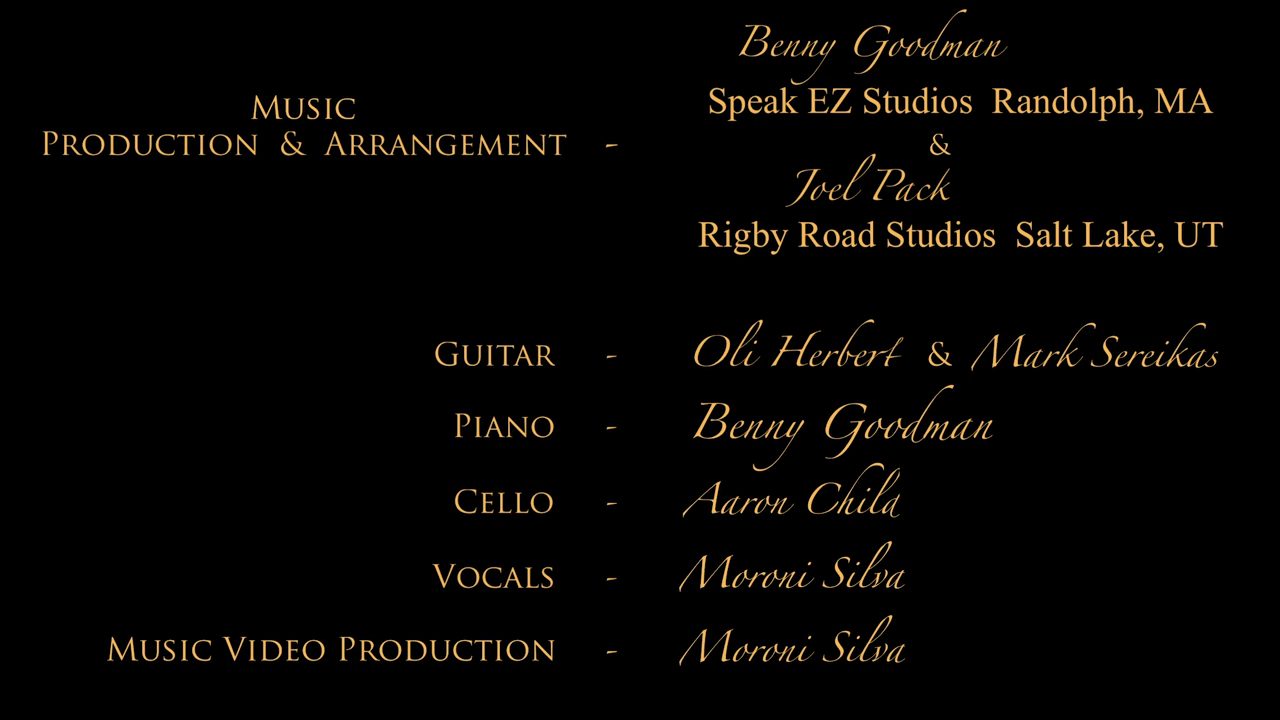 Benny Goodman
Music
Speak EZ Studios Randolph, MA
Production & Arrangement -
&
Joel Pack
Rigby Road Studios Salt Lake, UT
Guitar - Oli Herbert & Mark Sereikas
Piano - Benny Goodman
Cello - Aaron Child
Vocals - Moroni Silva
Music Video Production - Moroni Silva